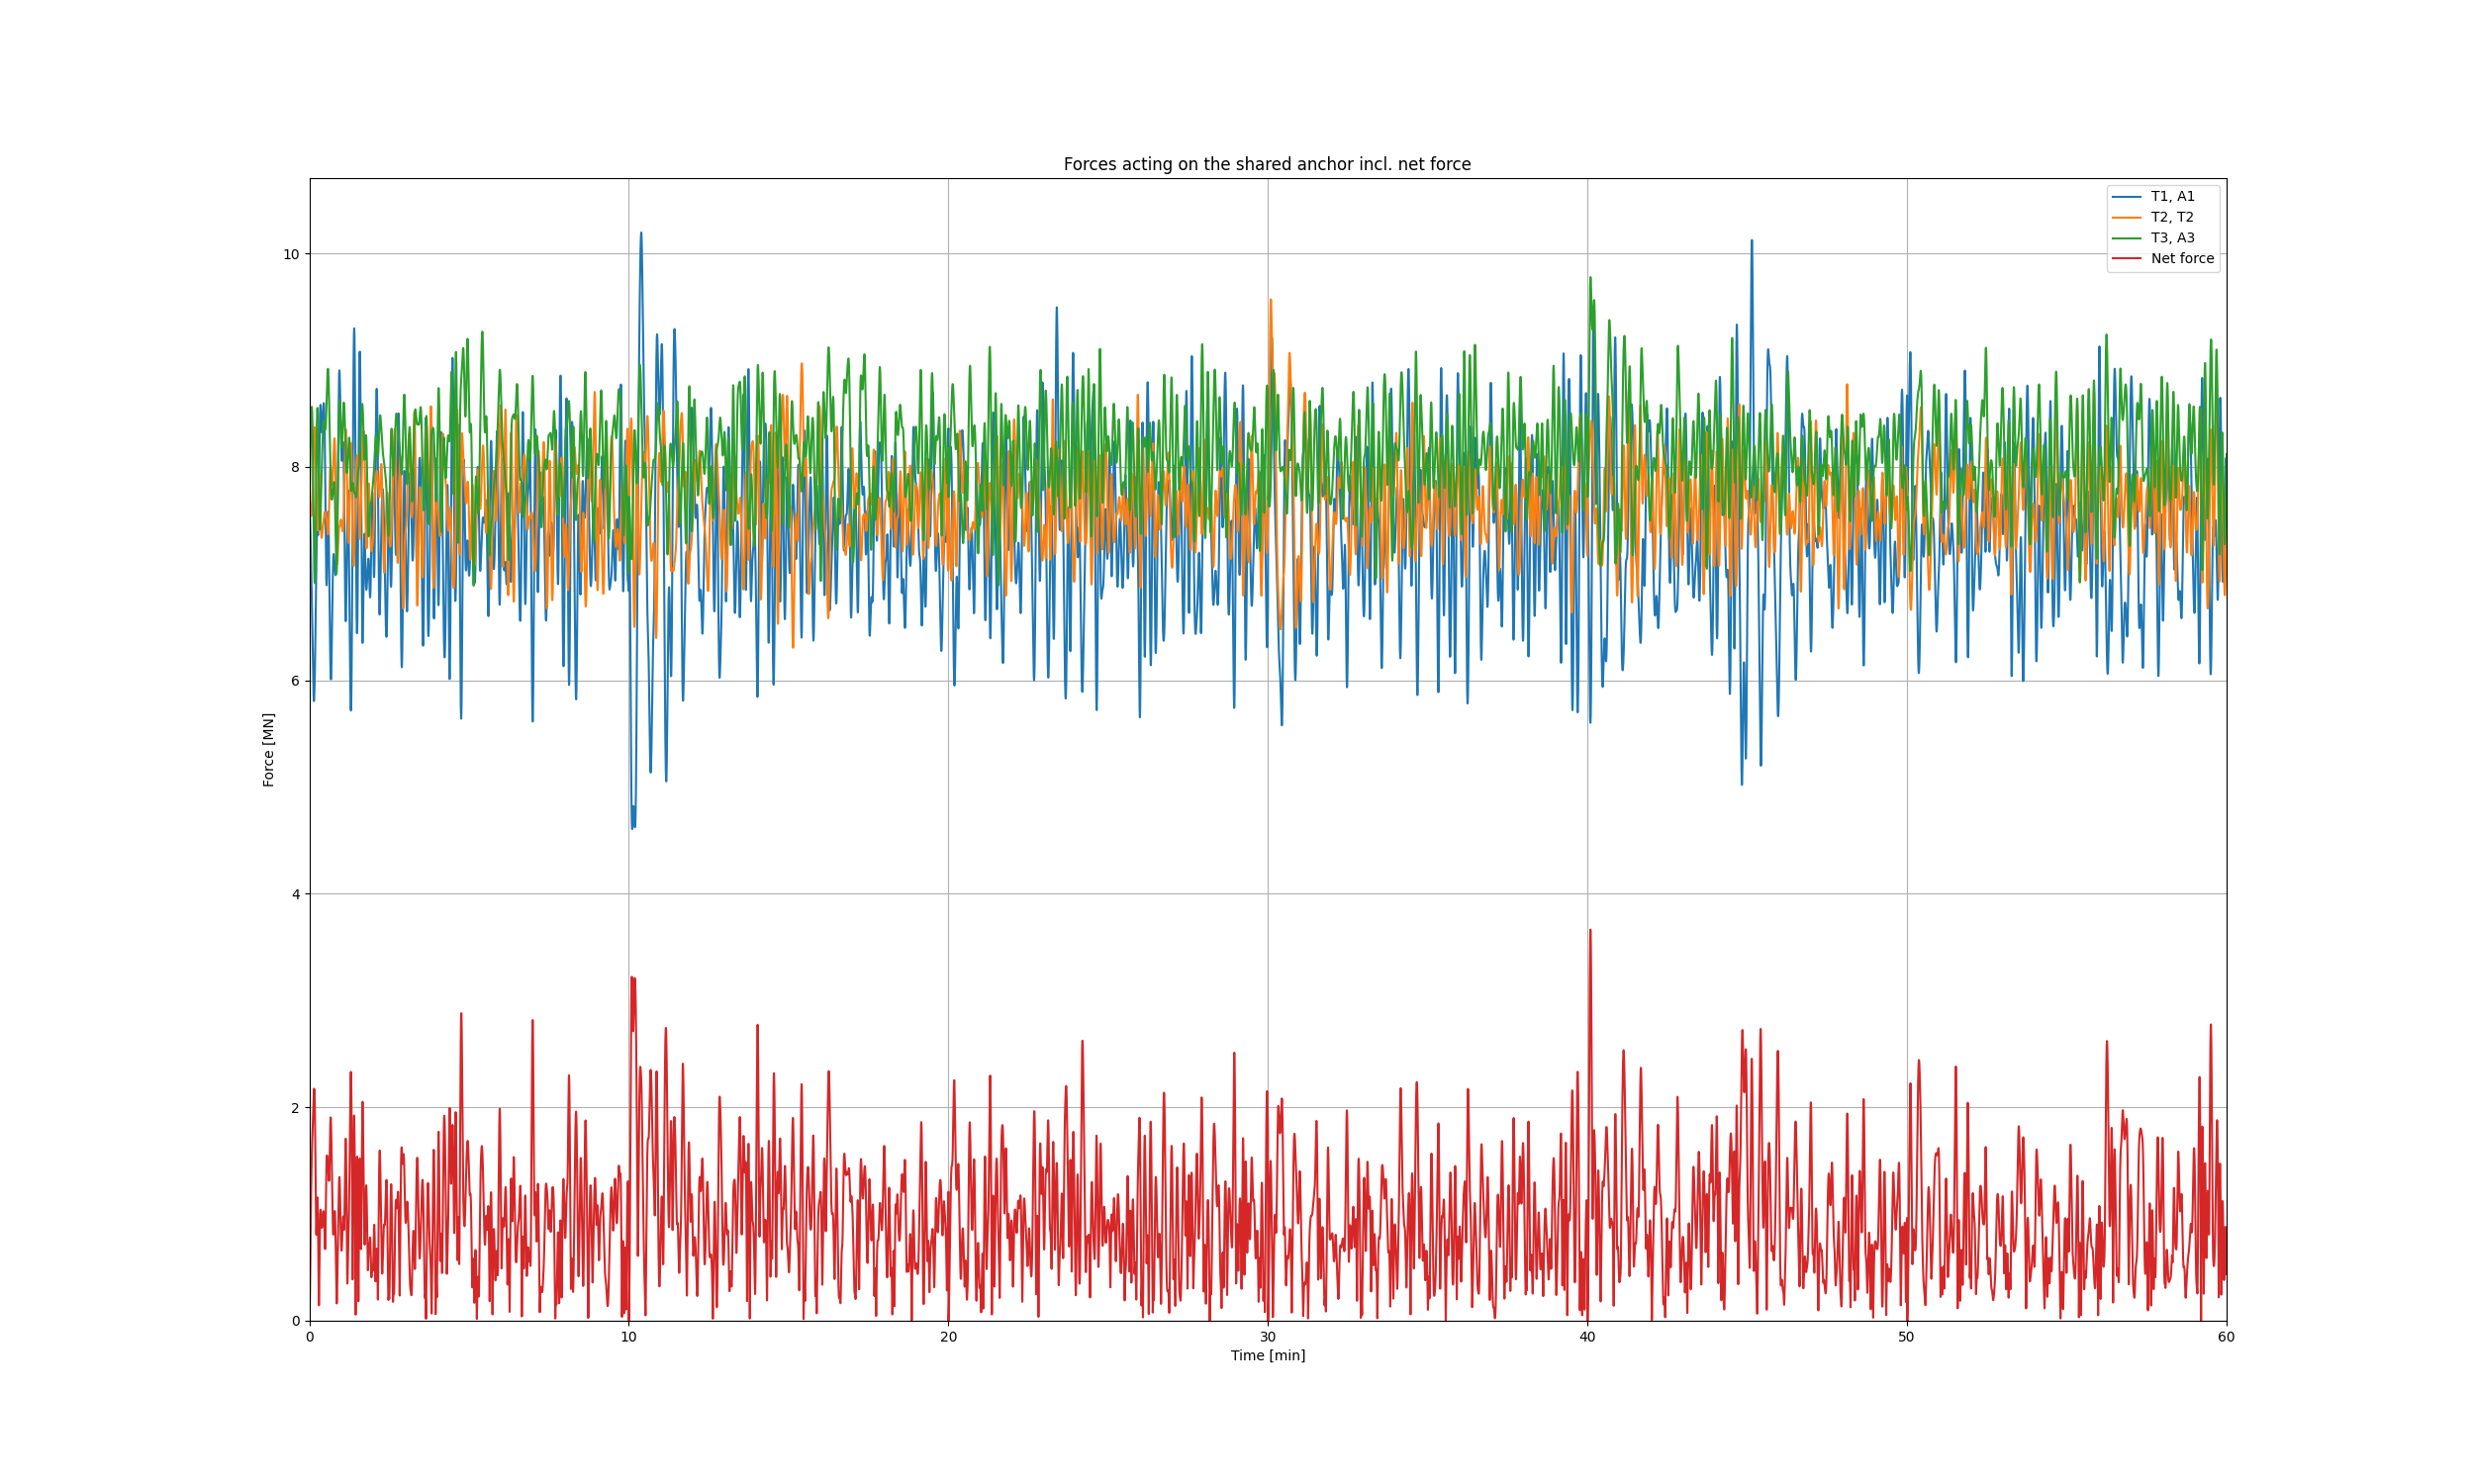 Forces acting on the shared anchor incl. net force
T1, A1
T2, T2
T3, A3
Net force
10
8
6
4
2
0
Force [MN]
0 10 20 30 40 50 60
Time [min]